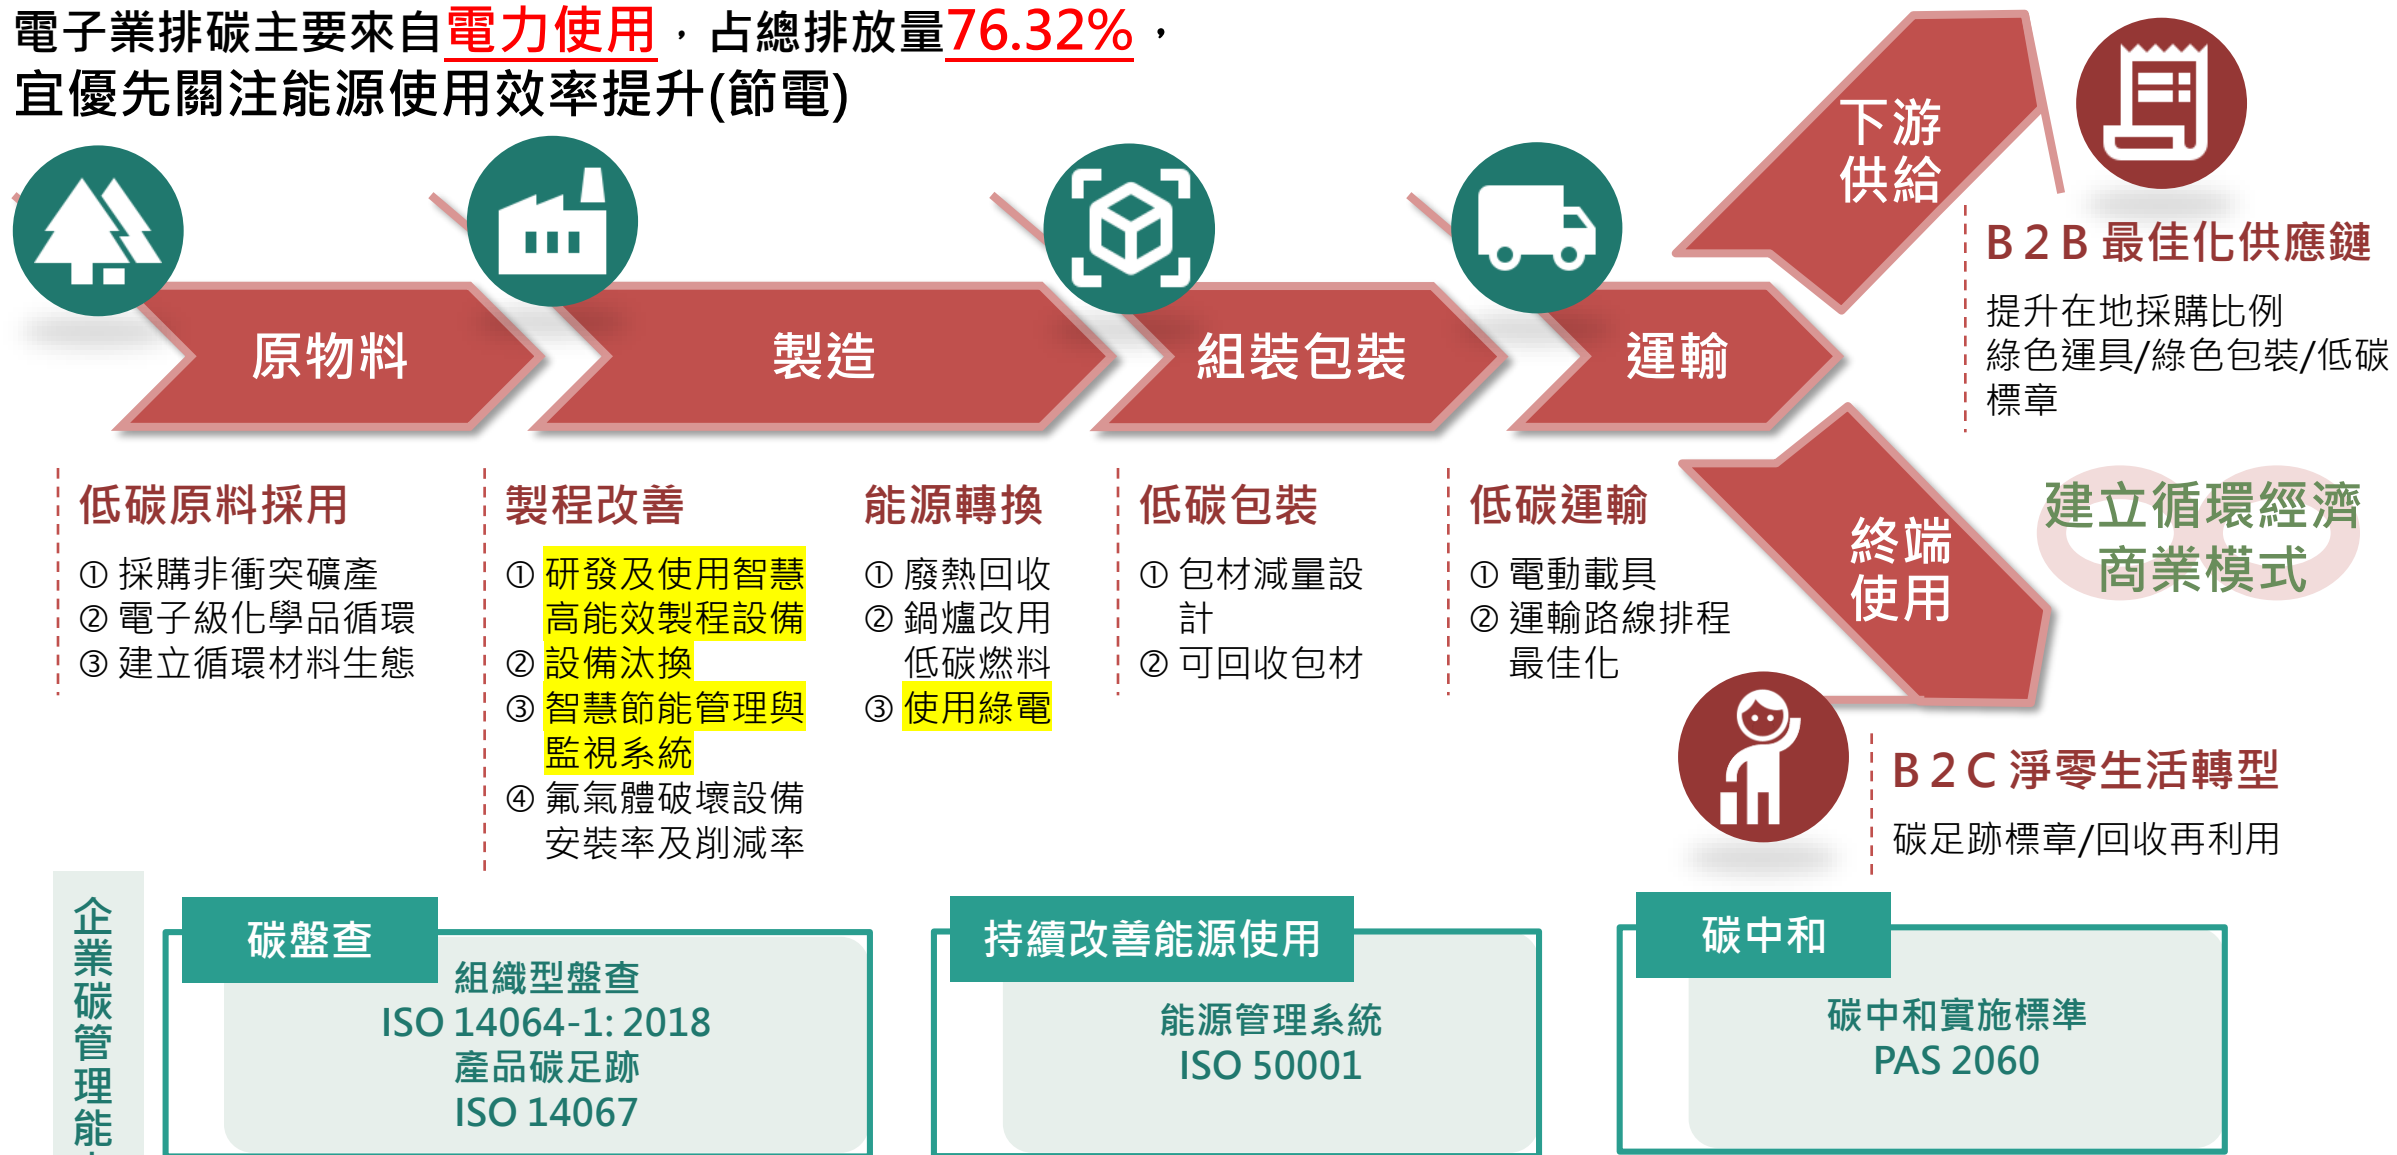 電子業排碳主要來自電力使用，占總排放量76.32%，
宜優先關注能源使用效率提升(節電)
原物料
製造
組裝包裝
運輸
下游
供給
終端
使用
B2B 最佳化供應鏈
提升在地採購比例
綠色運具/綠色包裝/低碳
標章
低碳原料採用
① 採購非衝突礦產
② 電子級化學品循環
③ 建立循環材料生態
製程改善
① 研發及使用智慧
高能效製程設備
② 設備汰換
③ 智慧節能管理與
監視系統
④ 氟氣體破壞設備
安裝率及削減率
能源轉換
① 廢熱回收
② 鍋爐改用
低碳燃料
③ 使用綠電
低碳包裝
① 包材減量設
計
② 可回收包材
低碳運輸
① 電動載具
② 運輸路線排程
最佳化
建立循環經濟
商業模式
B2C 淨零生活轉型
碳足跡標章/回收再利用
企業碳管理能
碳盤查
組織型盤查
ISO 14064-1: 2018
產品碳足跡
ISO 14067
持續改善能源使用
能源管理系統
ISO 50001
碳中和
碳中和實施標準
PAS 2060